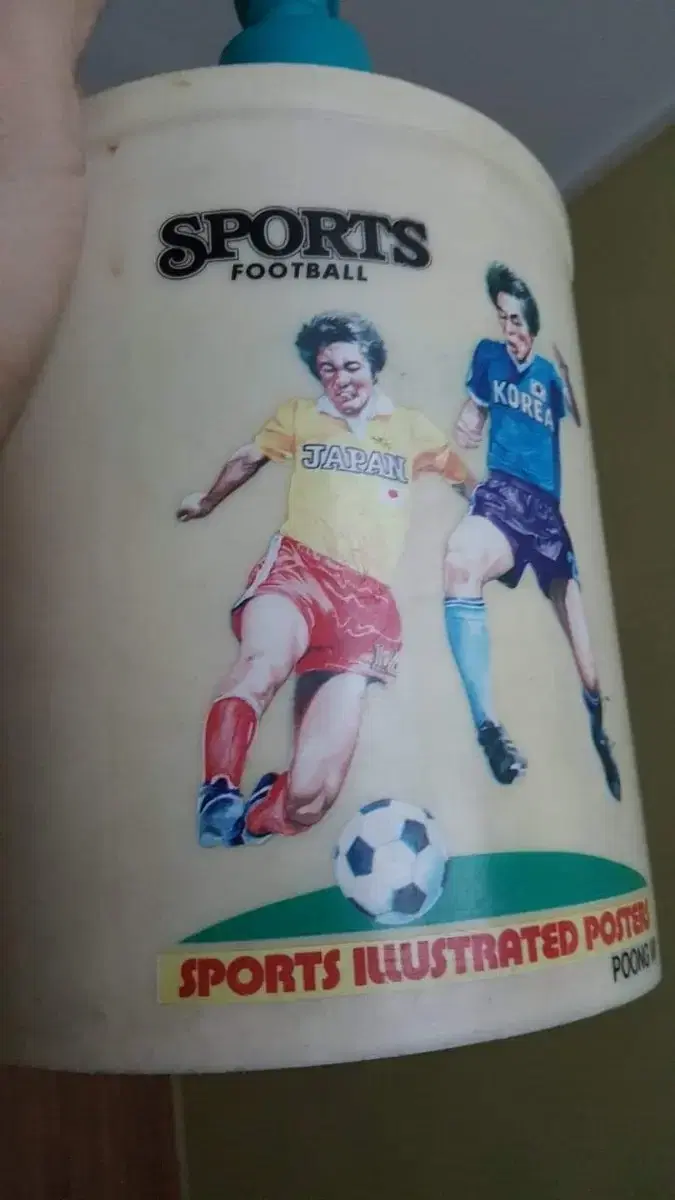 SPORTS
FOOTBALL
KOREA
JAPAN
SPORTS ILLUSTRATED POSTERS
POONG